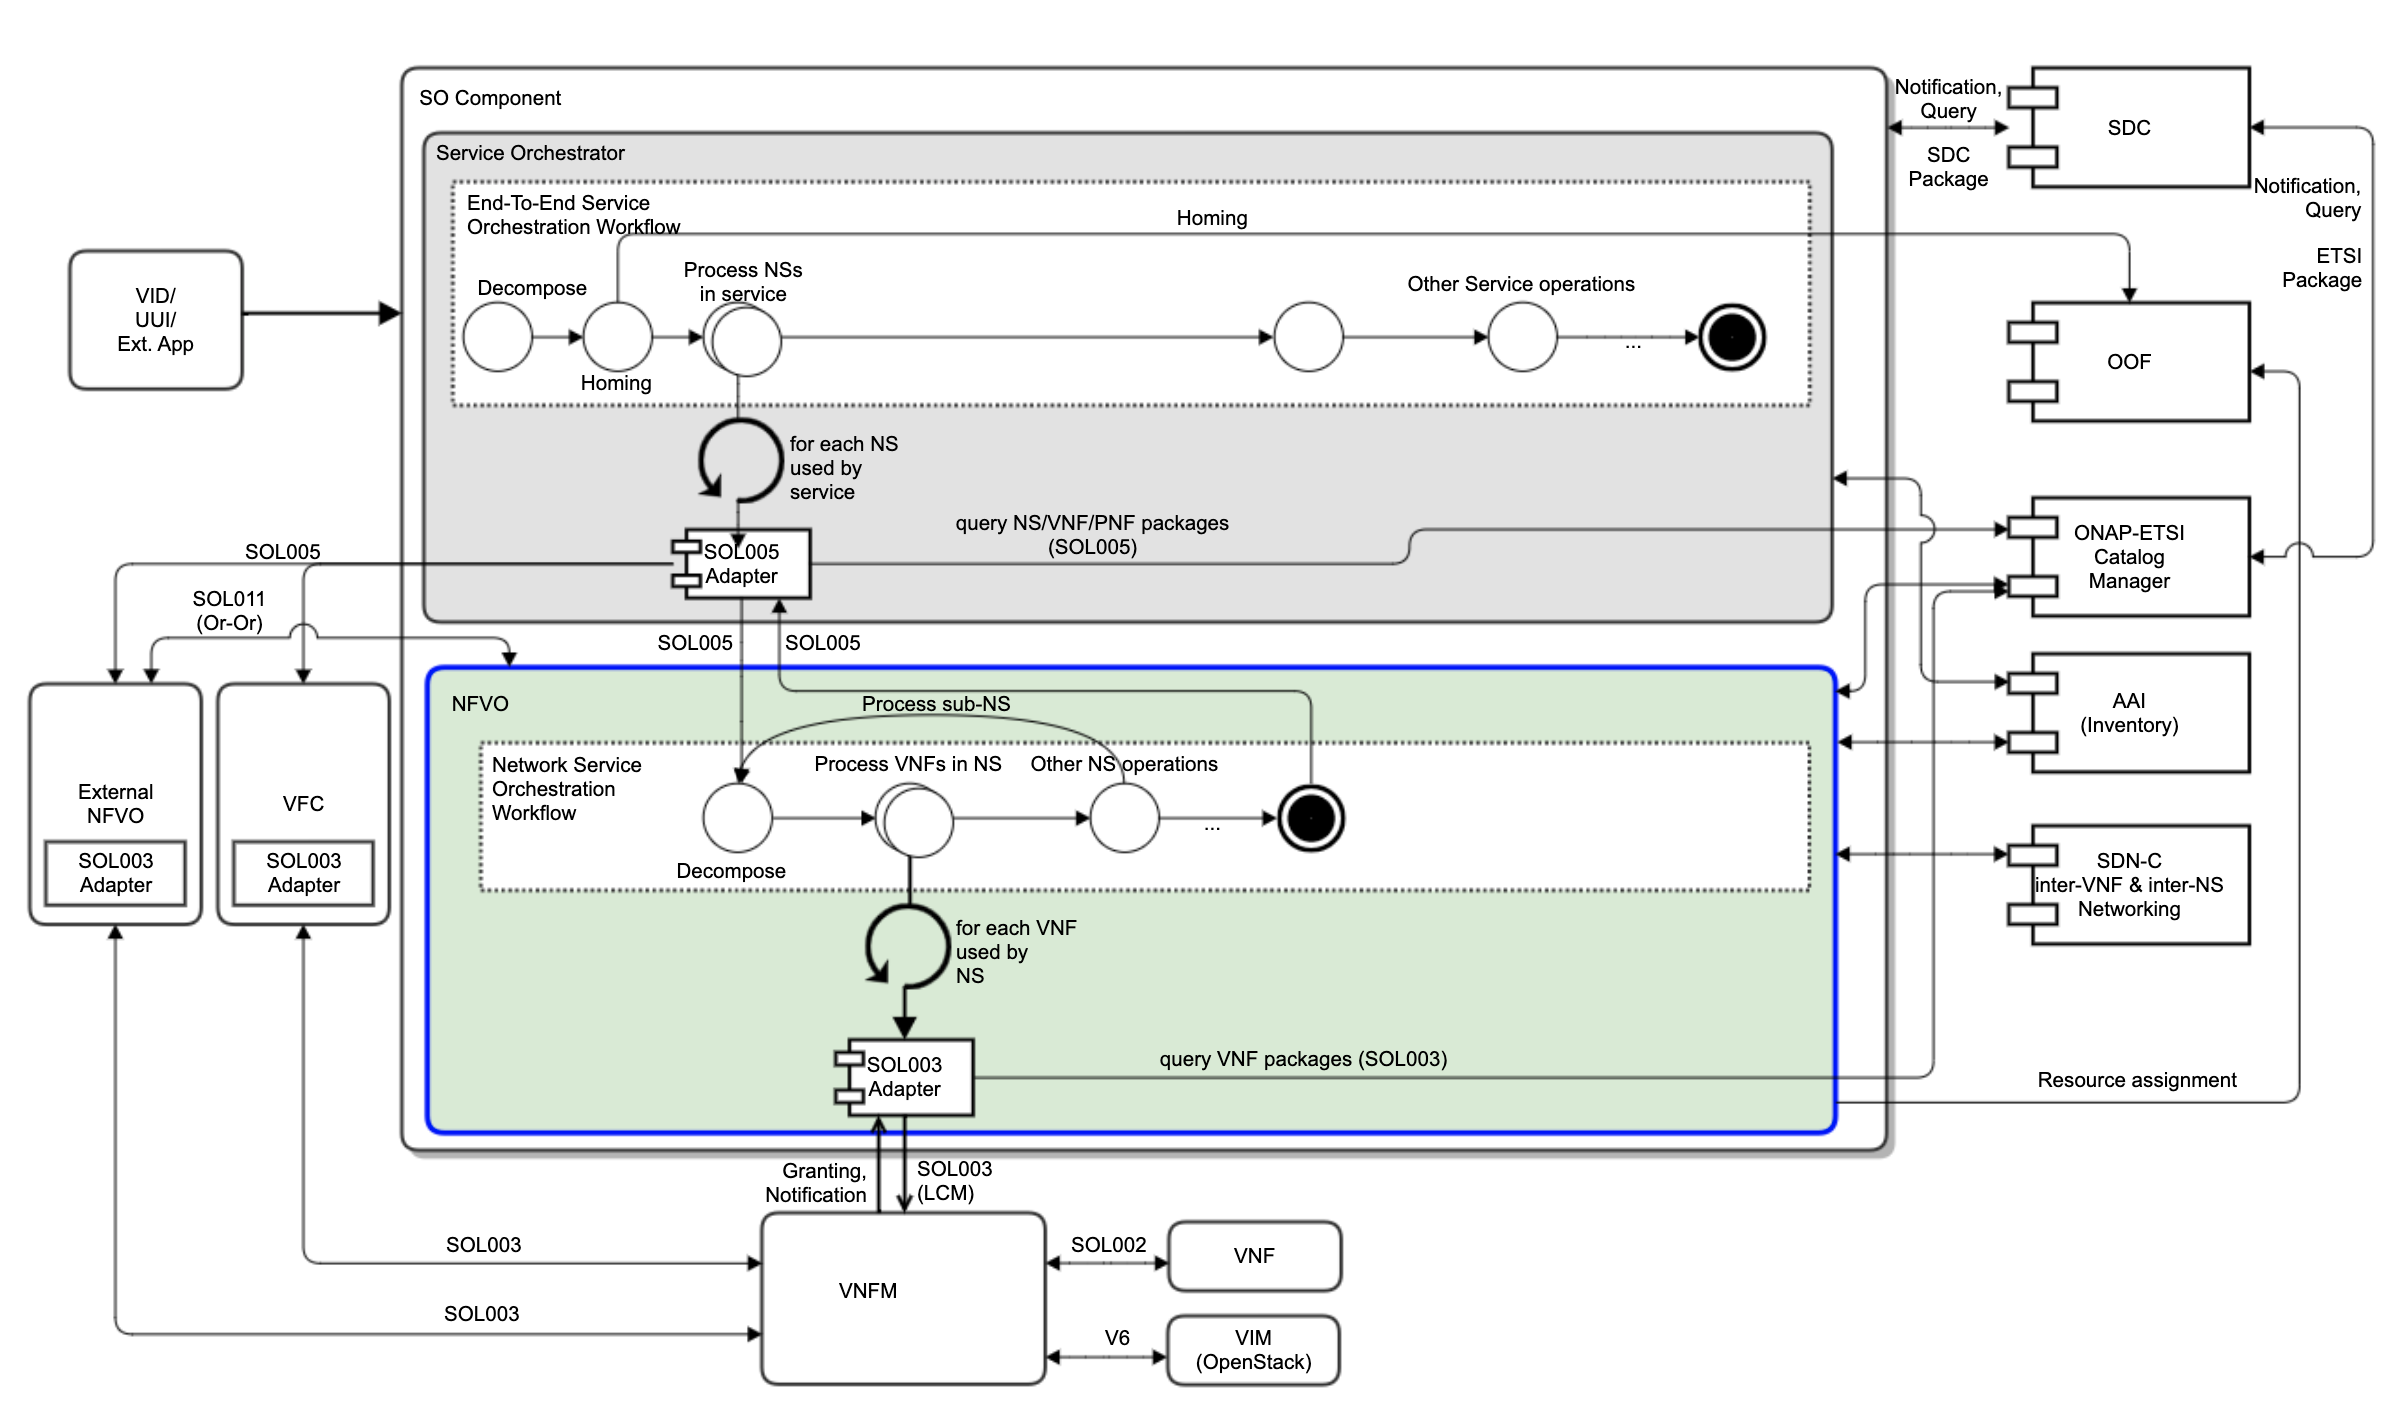 SO Component
Service Orchestrator
End-To-End Service
Orchestration Workflow
Homing
Decompose
Process NSs
in service
Other Service operations
...
Homing
for each NS
used by
service
VID/
UUI/
Ext. App
Notification,
Query
SDC
Package
SDC
Notification,
Query
ETSI
Package
OOF
query NS/VNF/PNF packages
(SOL005)
SOL005
Adapter
SOL005
SOL011
(Or-Or)
SOL005
SOL005
ONAP-ETSI
Catalog
Manager
NFVO
Process sub-NS
Network Service
Orchestration
Workflow
Process VNFs in NS
Other NS operations
...
Decompose
for each VNF
used by
NS
AAI
(Inventory)
SDN-C
inter-VNF & inter-NS
Networking
External
NFVO
SOL003
Adapter
VFC
SOL003
Adapter
SOL003
Adapter
query VNF packages (SOL003)
Resource assignment
Granting,
Notification
SOL003
(LCM)
SOL003
SOL003
VNFM
SOL002
VNF
V6
VIM
(OpenStack)